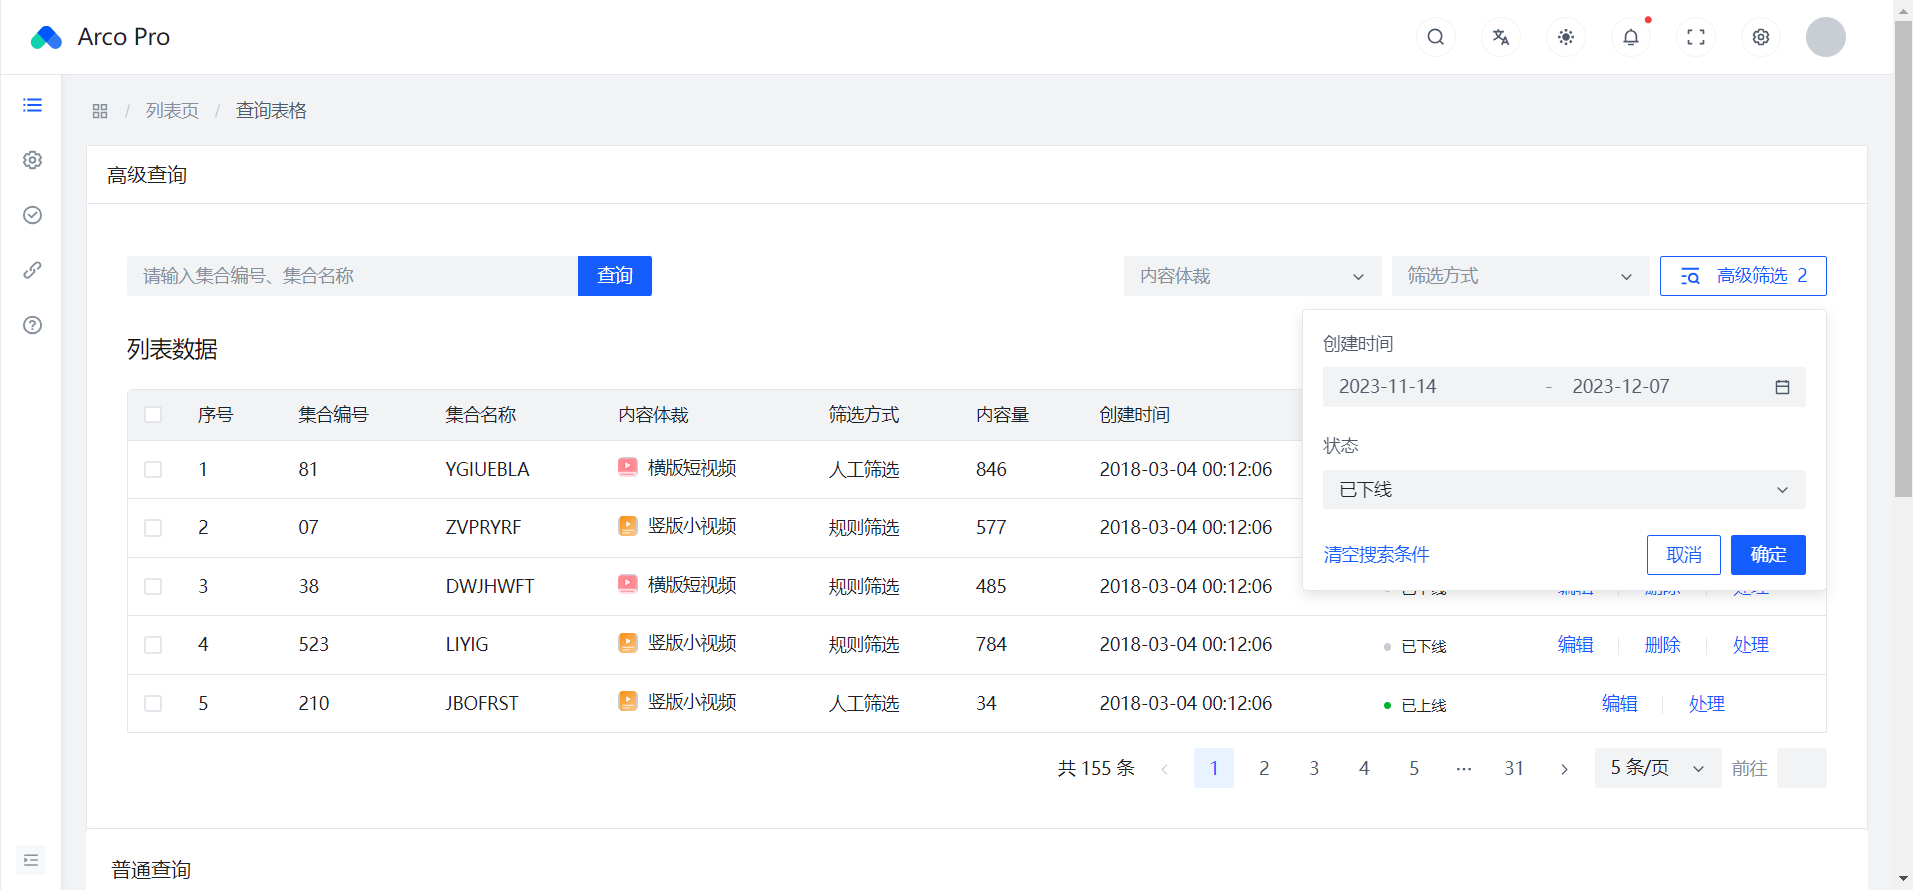 Arco Pro
/ 列表页 / 查询表格
高级查询
请输入集合编号、集合名称 查询 内容体裁 筛选方式 高级筛选 2
列表数据
创建时间
2023-11-14 - 2023-12-07
状态
已下线
清空搜索条件 取消 确定
序号 集合编号 集合名称 内容体裁 筛选方式 内容量 创建时间
1 81 YGIUEBLA 横版短视频 人工筛选 846 2018-03-04 00:12:06
2 07 ZVPRYRF 竖版小视频 规则筛选 577 2018-03-04 00:12:06
3 38 DWJHWFT 横版短视频 规则筛选 485 2018-03-04 00:12:06 已下线 编辑 删除 处理
4 523 LIYIG 竖版小视频 规则筛选 784 2018-03-04 00:12:06 已下线 编辑 删除 处理
5 210 JBOFRST 竖版小视频 人工筛选 34 2018-03-04 00:12:06 已上线 编辑 处理
共 155 条 1 2 3 4 5 ··· 31 5 条/页 前往
普通查询